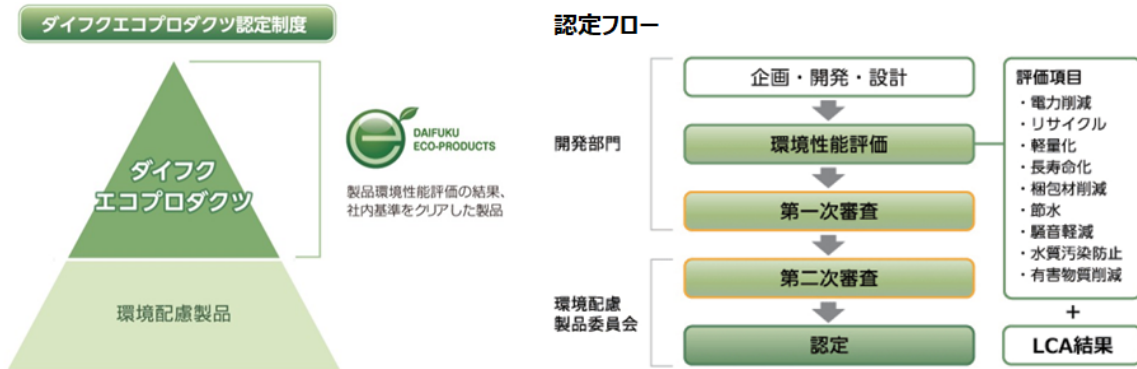 ダイフクエコプロダクツ認定制度
ダイフク
エコプロダクツ
環境配慮製品
DAIFUKU
ECO-PRODUCTS
製品環境性能評価の結果、
社内基準をクリアした製品
認定フロー
開発部門
環境配慮
製品委員会
企画・開発・設計
環境性能評価
第一次審査
第二次審査
認定
評価項目
・電力削減
・リサイクル
・軽量化
・長寿命化
・梱包材削減
・節水
・騒音軽減
・水質汚染防止
・有害物質削減
+
LCA結果